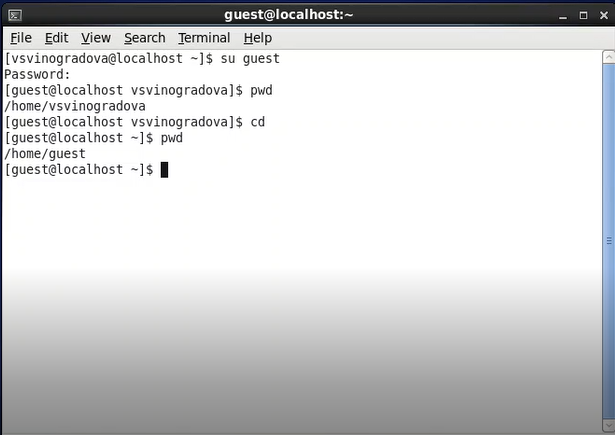 guest@localhost:~
File Edit View Search Terminal Help
[vsvinogradova@localhost ~]$ su guest
Password:
[guest@localhost vsvinogradova]$ pwd
/home/vsvinogradova
[guest@localhost vsvinogradova]$ cd
[guest@localhost ~]$ pwd
/home/guest
[guest@localhost ~]$